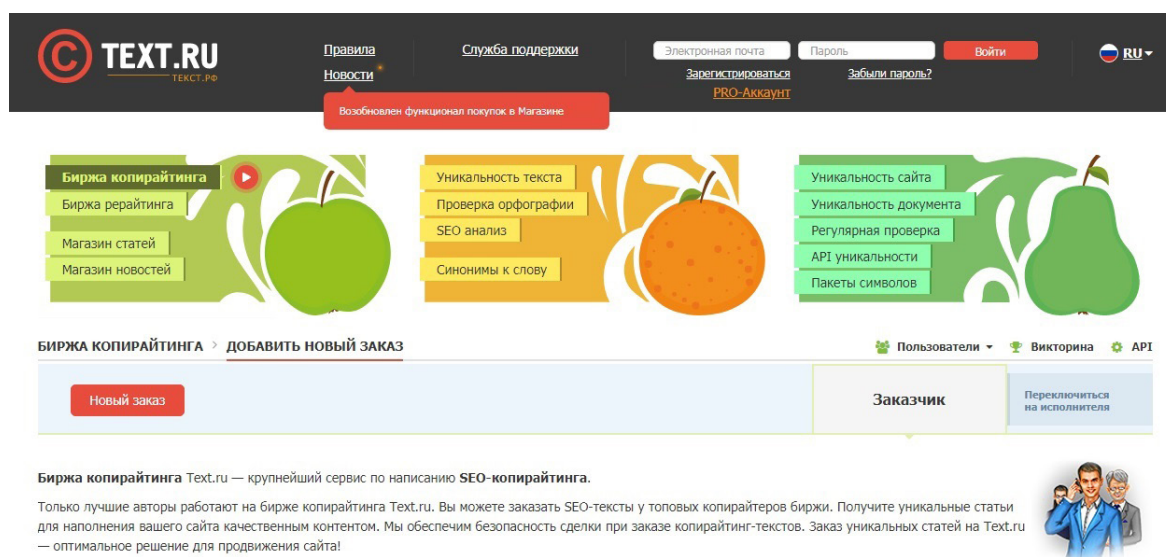 © TEXT.RU
ТЕКСТ.РФ
Правила
Служба поддержки
Новости
Возобновлен функционал покупок в Магазине
Электронная почта
Пароль
Войти
RU
Зарегистрироваться
Забыли пароль?
PRO-Аккаунт
Биржа копирайтинга
Биржа рерайтинга
Магазин статей
Магазин новостей
Уникальность текста
Проверка орфографии
SEO анализ
Синонимы к слову
Уникальность сайта
Уникальность документа
Регулярная проверка
API уникальности
Пакеты символов
БИРЖА КОПИРАЙТИНГА > ДОБАВИТЬ НОВЫЙ ЗАКАЗ
Пользователи
Викторина
API
Новый заказ
Заказчик
Переключиться
на исполнителя
Биржа копирайтинга Text.ru — крупнейший сервис по написанию SEO-копирайтинга.
Только лучшие авторы работают на бирже копирайтинга Text.ru. Вы можете заказать SEO-тексты у топовых копирайтеров биржи. Получите уникальные статьи
для наполнения вашего сайта качественным контентом. Мы обеспечим безопасность сделки при заказе копирайтинг-текстов. Заказ уникальных статей на Text.ru
— оптимальное решение для продвижения сайта!